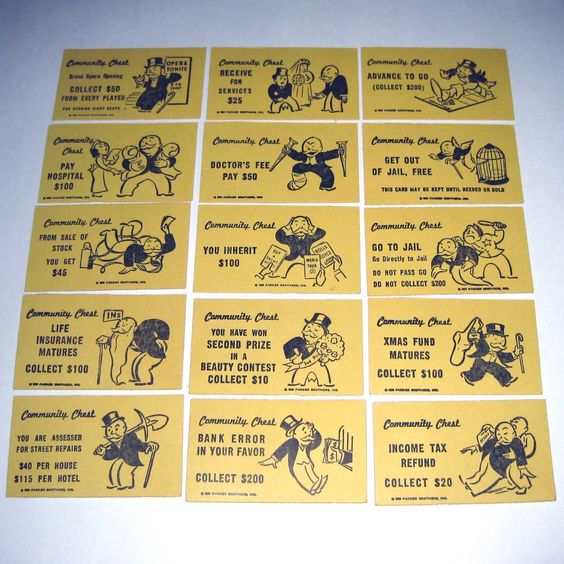 Community Chest
Grand Opera Opening
COLLECT $50
FROM EVERY PLAYER
FOR OPENING NIGHT SEATS
OPERA
TONITE
8 PM
SHARP
Community Chest
RECEIVE
FOR
SERVICES
$25
Community Chest
ADVANCE TO GO
(COLLECT $200)
Community Chest
PAY
HOSPITAL
$100
Community Chest
DOCTOR'S FEE
PAY $50
Community Chest
GET OUT
OF JAIL, FREE
THIS CARD MAY BE KEPT UNTIL NEEDED OR SOLD
Community Chest
FROM SALE OF
STOCK
YOU GET
$45
Community Chest
YOU INHERIT
$100
Community Chest
GO TO JAIL
Go Directly to Jail
DO NOT PASS GO
DO NOT COLLECT $200
Community Chest
LIFE
INSURANCE
MATURES
COLLECT $100
INS
Community Chest
YOU HAVE WON
SECOND PRIZE
IN A
BEAUTY CONTEST
COLLECT $10
Community Chest
XMAS FUND
MATURES
COLLECT $100
Community Chest
YOU ARE ASSESSED
FOR STREET REPAIRS
$40 PER HOUSE
$115 PER HOTEL
Community Chest
BANK ERROR
IN YOUR FAVOR
COLLECT $200
$
Community Chest
INCOME TAX
REFUND
COLLECT $20